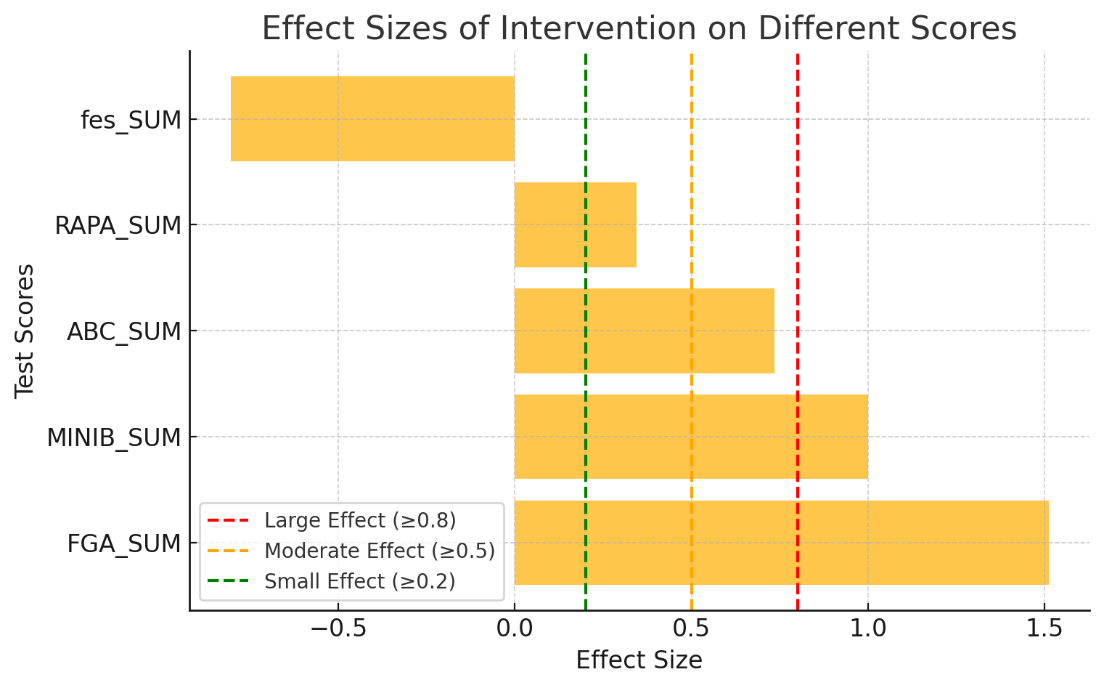 Effect Sizes of Intervention on Different Scores
Test Scores
fes_SUM
RAPA_SUM
ABC_SUM
MINIB_SUM
FGA_SUM
Large Effect (≥0.8)
Moderate Effect (≥0.5)
Small Effect (≥0.2)
−0.5 0.0 0.5 1.0 1.5
Effect Size